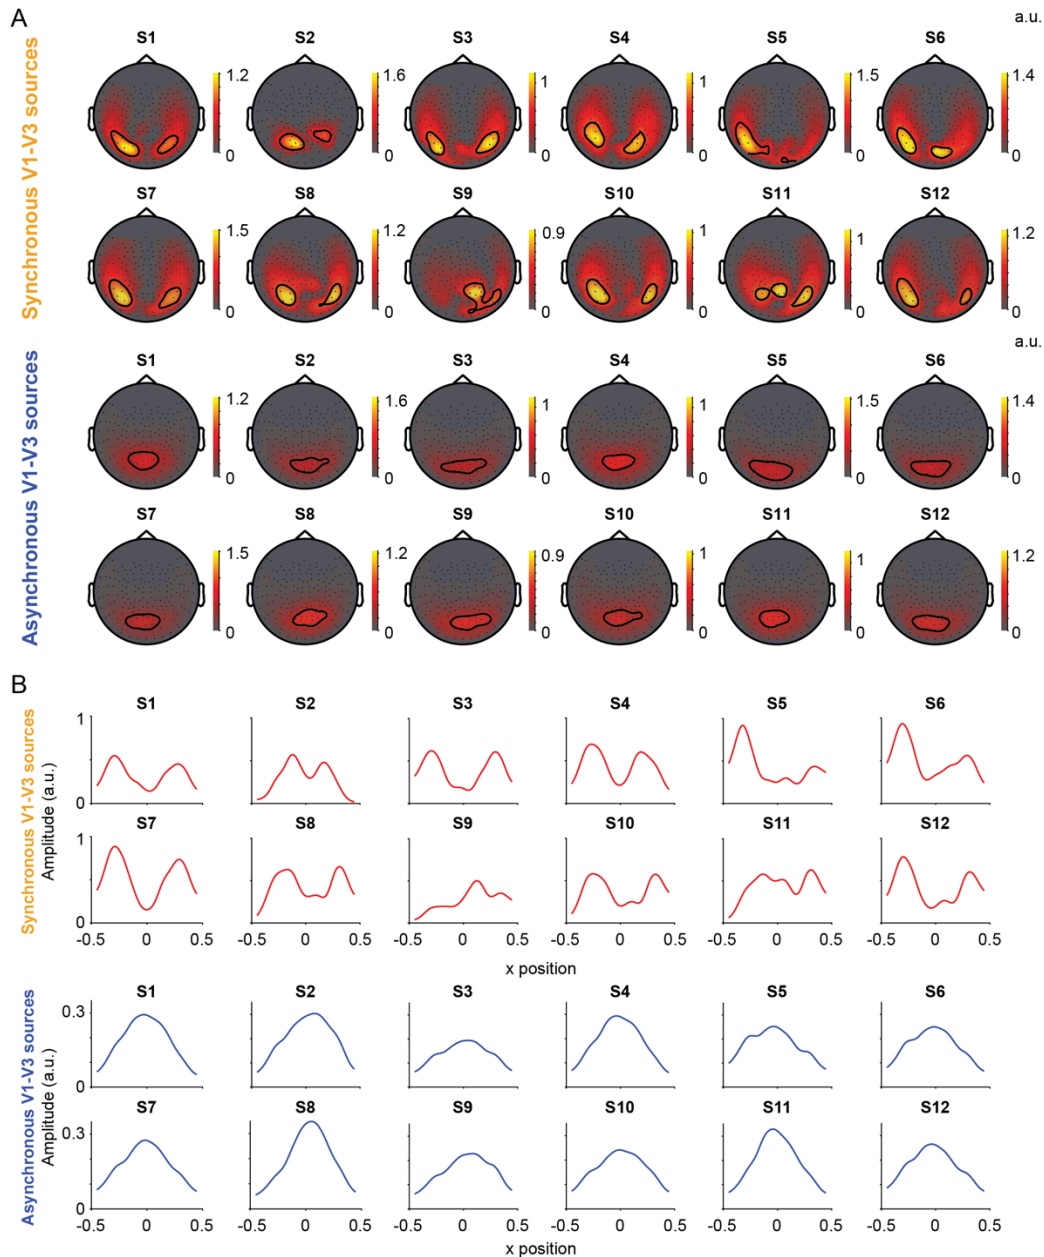 A
a.u.
Synchronous V1-V3 sources
S1 S2 S3 S4 S5 S6
1.2 1.6 1 1 1.5 1.4
0 0 0 0 0 0
S7 S8 S9 S10 S11 S12
1.5 1.2 0.9 1 1 1.2
0 0 0 0 0 0
a.u.
Asynchronous V1-V3 sources
S1 S2 S3 S4 S5 S6
1.2 1.6 1 1 1.5 1.4
0 0 0 0 0 0
S7 S8 S9 S10 S11 S12
1.5 1.2 0.9 1 1 1.2
0 0 0 0 0 0
B
Synchronous V1-V3 sources
Amplitude (a.u.)
S1 S2 S3 S4 S5 S6
1
0
S7 S8 S9 S10 S11 S12
1
0
-0.5 0 0.5 -0.5 0 0.5 -0.5 0 0.5 -0.5 0 0.5 -0.5 0 0.5 -0.5 0 0.5
x position
Asynchronous V1-V3 sources
Amplitude (a.u.)
S1 S2 S3 S4 S5 S6
0.3
0
S7 S8 S9 S10 S11 S12
0.3
0
-0.5 0 0.5 -0.5 0 0.5 -0.5 0 0.5 -0.5 0 0.5 -0.5 0 0.5 -0.5 0 0.5
x position